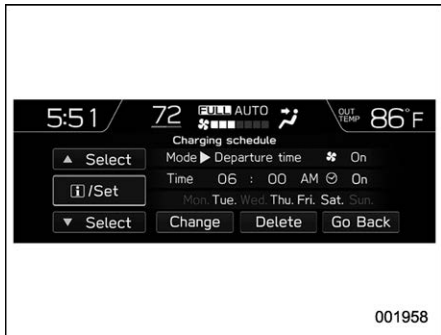 5:51 72 FULL AUTO OUT TEMP 86°F
Charging schedule
▲ Select Mode ▶ Departure time On
i/Set Time 06 : 00 AM On
Mon. Tue. Wed. Thu. Fri. Sat. Sun.
▼ Select Change Delete Go Back
001958